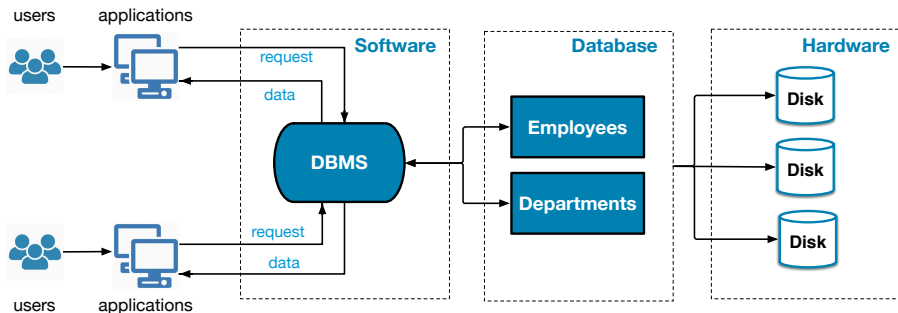 users
applications
Software
Database
Hardware
request
data
DBMS
Employees
Departments
Disk
Disk
Disk
request
data
users
applications